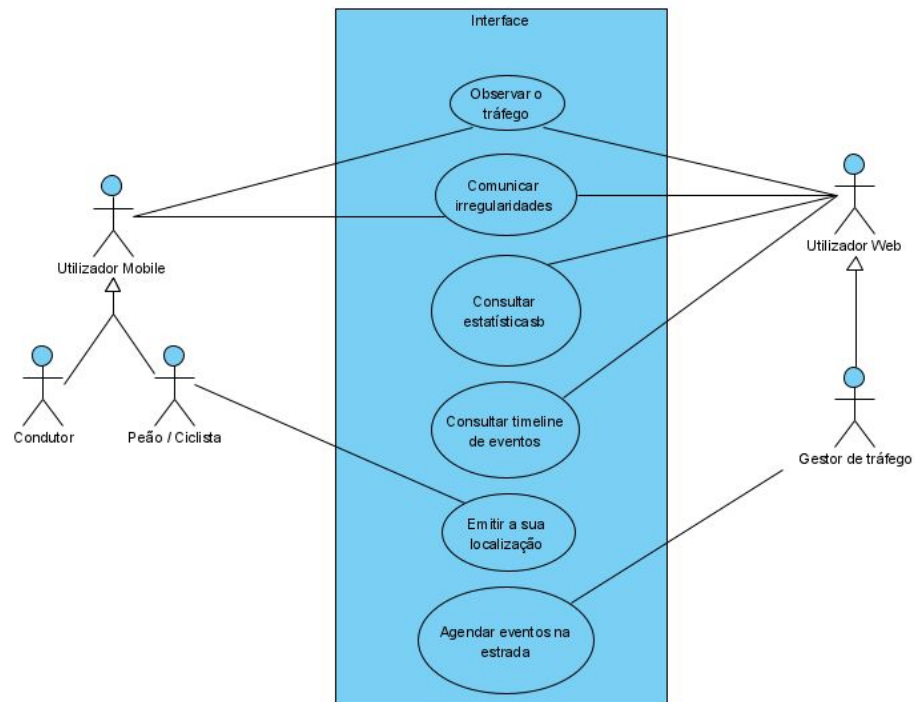 Interface
Observar o
tráfego
Comunicar
irregularidades
Utilizador Mobile
Utilizador Web
Consultar
estatísticasb
Condutor
Peão / Ciclista
Consultar timeline
de eventos
Gestor de tráfego
Emitir a sua
localização
Agendar eventos na
estrada